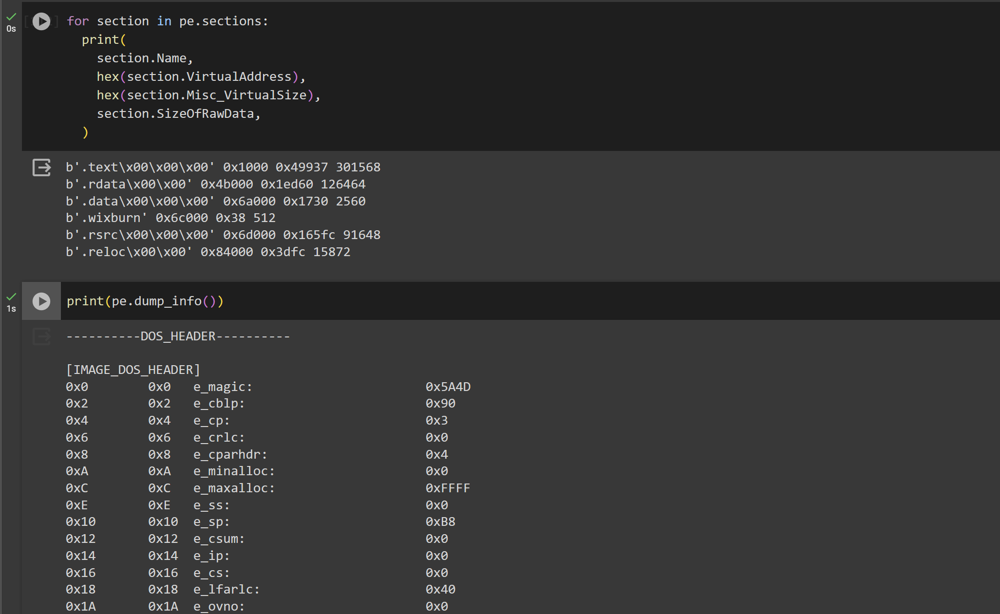 0s
for section in pe.sections:
  print(
    section.Name,
    hex(section.VirtualAddress),
    hex(section.Misc_VirtualSize),
    section.SizeOfRawData,
  )
b'.text\x00\x00\x00' 0x1000 0x49937 301568
b'.rdata\x00\x00' 0x4b000 0x1ed60 126464
b'.data\x00\x00\x00' 0x6a000 0x1730 2560
b'.wixburn' 0x6c000 0x38 512
b'.rsrc\x00\x00\x00' 0x6d000 0x165fc 91648
b'.reloc\x00\x00' 0x84000 0x3dfc 15872
1s
print(pe.dump_info())
----------DOS_HEADER----------
[IMAGE_DOS_HEADER]
0x0        0x0   e_magic:                       0x5A4D
0x2        0x2   e_cblp:                        0x90
0x4        0x4   e_cp:                          0x3
0x6        0x6   e_crlc:                        0x0
0x8        0x8   e_cparhdr:                     0x4
0xA        0xA   e_minalloc:                    0x0
0xC        0xC   e_maxalloc:                    0xFFFF
0xE        0xE   e_ss:                          0x0
0x10       0x10  e_sp:                          0xB8
0x12       0x12  e_csum:                        0x0
0x14       0x14  e_ip:                          0x0
0x16       0x16  e_cs:                          0x0
0x18       0x18  e_lfarlc:                      0x40
0x1A       0x1A  e_ovno:                        0x0